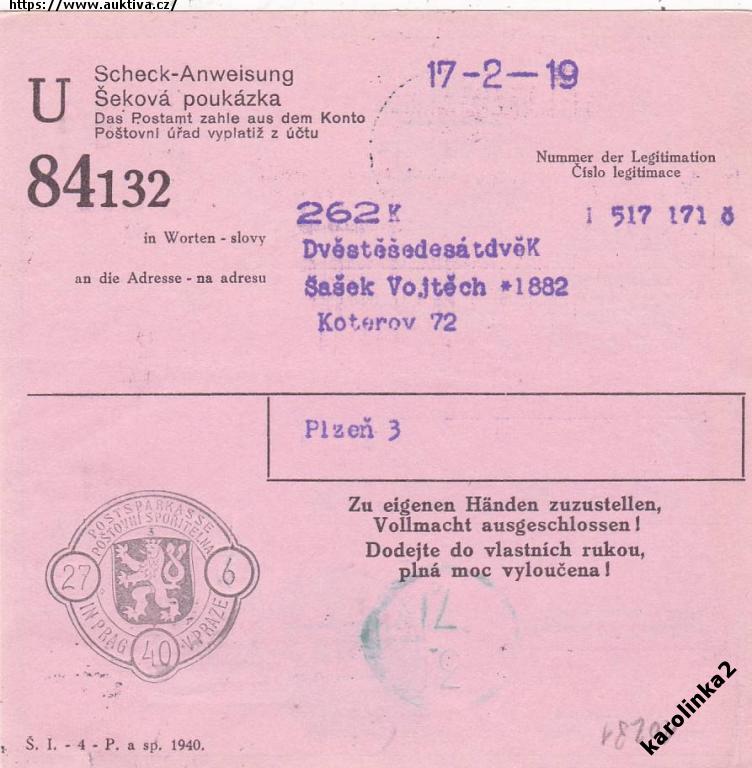 https://www.auktiva.cz/
U
Scheck-Anweisung
Šeková poukázka
Das Postamt zahle aus dem Konto
Poštovní úřad vyplatiž z účtu
17-2-19
84132
Nummer der Legitimation
Číslo legitimace
262K
1 517 171 ð
in Worten - slovy
DvěstěšedesátdvěK
an die Adresse - na adresu
Šašek Vojtěch *1882
Koterov 72
Plzeň 3
Zu eigenen Händen zuzustellen,
Vollmacht ausgeschlossen!
Dodejte do vlastních rukou,
plná moc vyloučena!
POSTSPARKASSE
POŠTOVNÍ SPOŘITELNA
27
6
IN PRAG
V PRAZE
40
Š. I. - 4 - P. a sp. 1940.
karolinka2